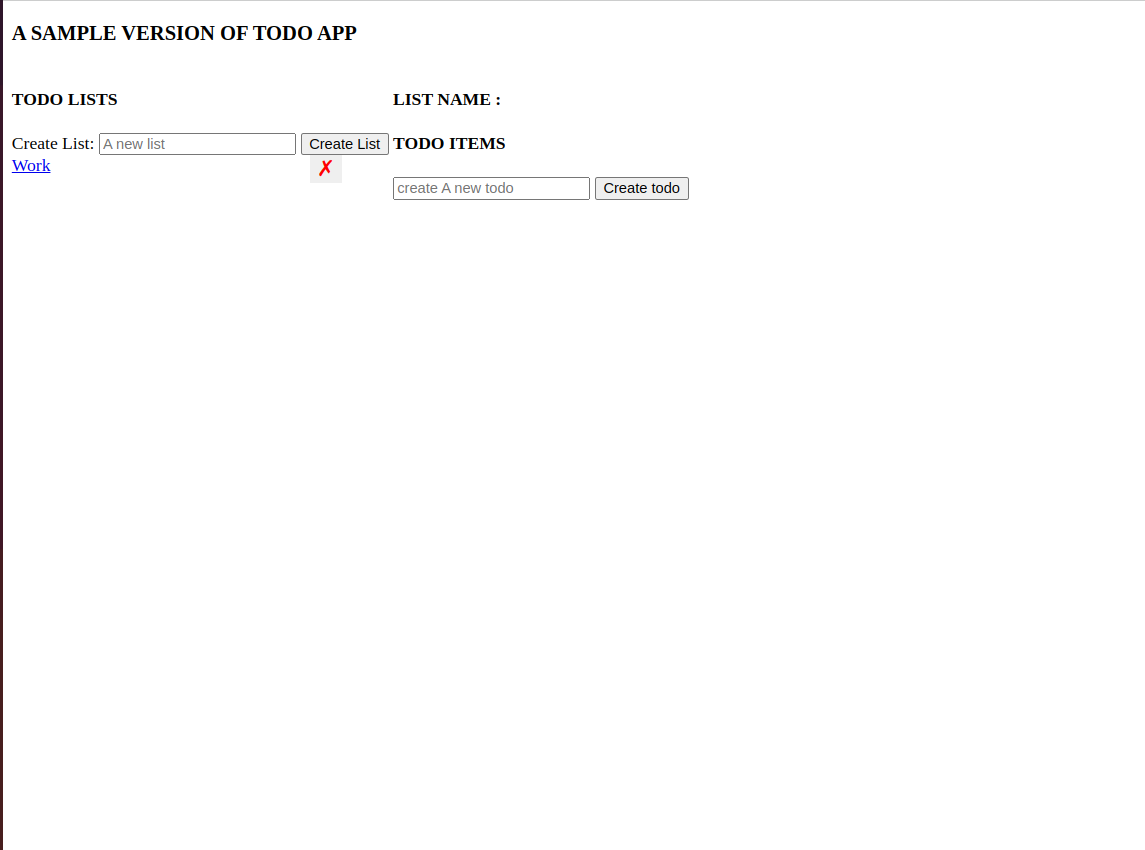 A SAMPLE VERSION OF TODO APP
TODO LISTS
Create List: A new list Create List
Work ✗
LIST NAME :
TODO ITEMS
create A new todo Create todo